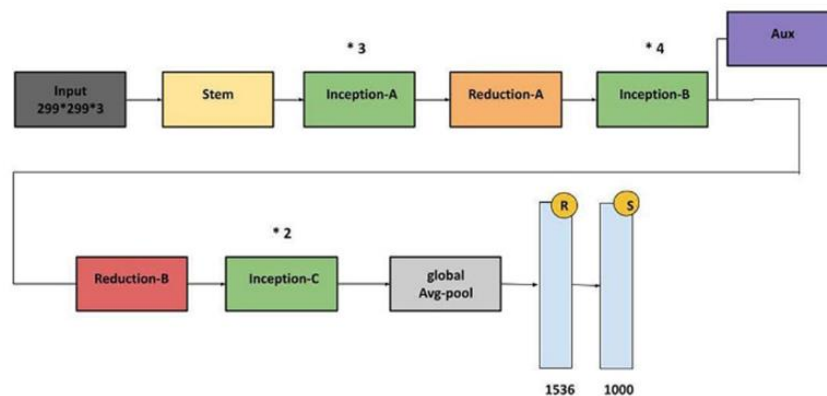 Aux
* 3
* 4
Input
299*299*3
Stem
Inception-A
Reduction-A
Inception-B
R
S
* 2
Reduction-B
Inception-C
global
Avg-pool
1536
1000